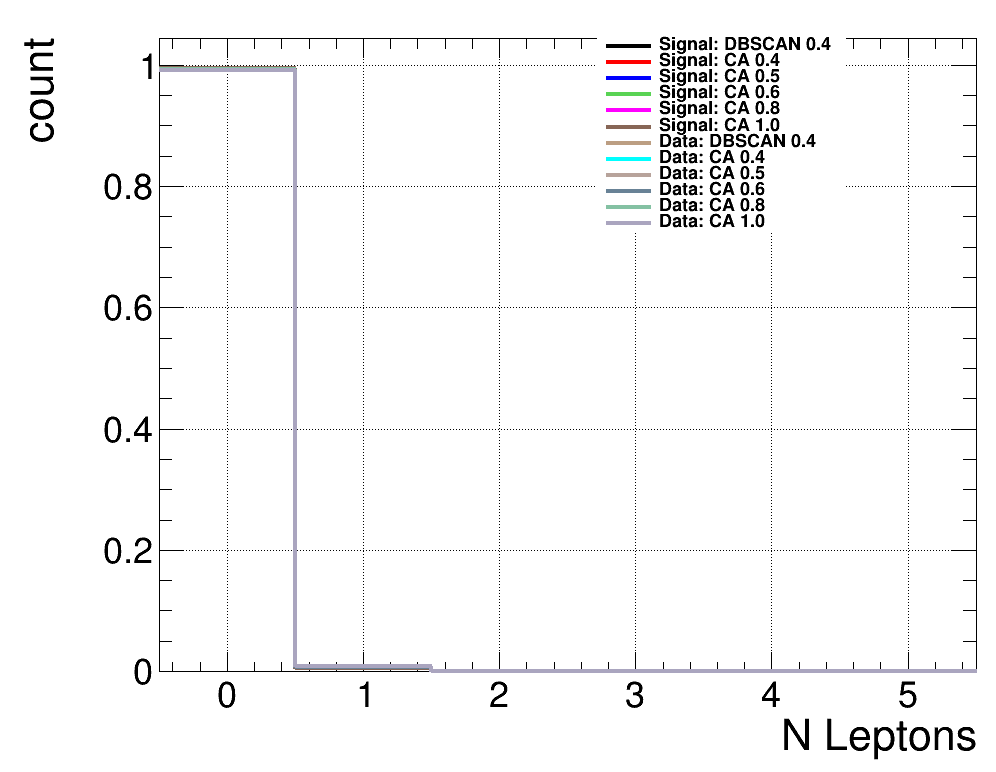 count
1
0.8
0.6
0.4
0.2
0
Signal: DBSCAN 0.4
Signal: CA 0.4
Signal: CA 0.5
Signal: CA 0.6
Signal: CA 0.8
Signal: CA 1.0
Data: DBSCAN 0.4
Data: CA 0.4
Data: CA 0.5
Data: CA 0.6
Data: CA 0.8
Data: CA 1.0
0 1 2 3 4 5
N Leptons